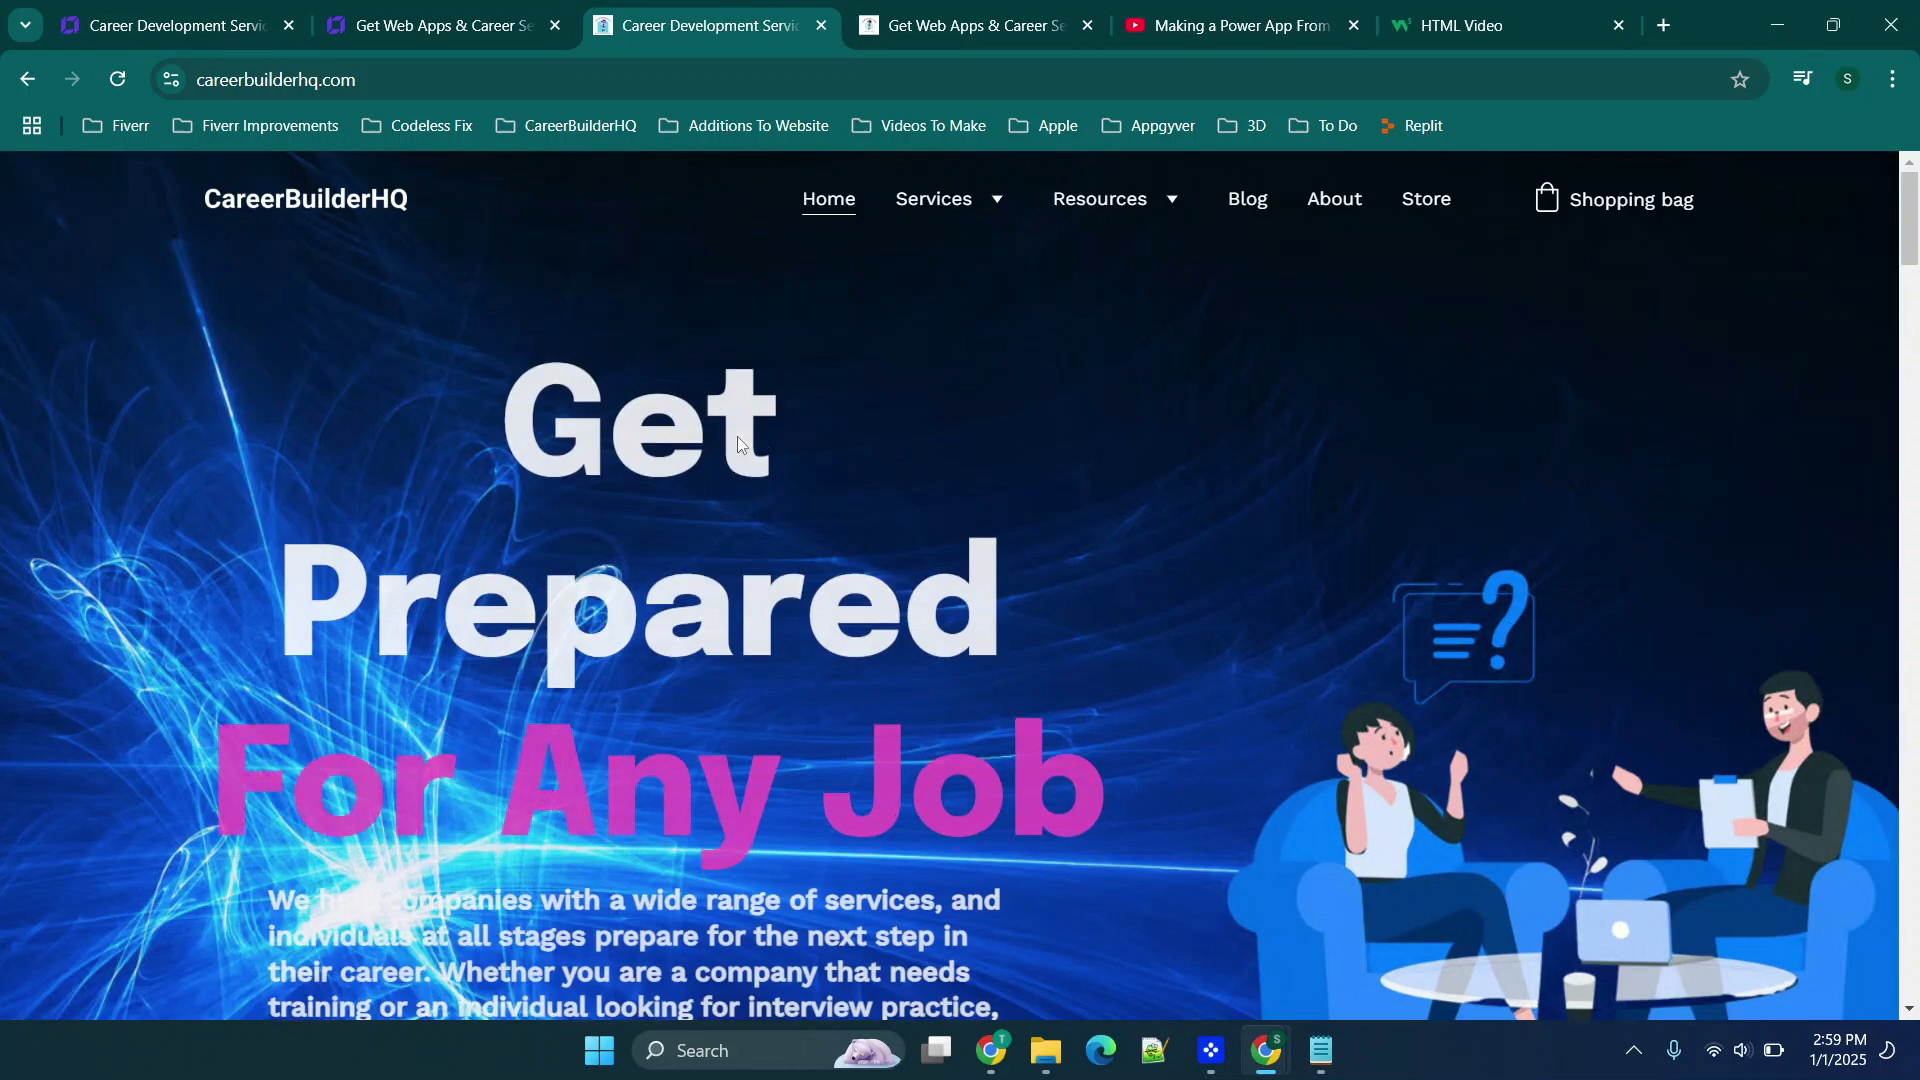 Career Development Servic
Get Web Apps & Career Se
Career Development Servic
Get Web Apps & Career Se
Making a Power App From
HTML Video
careerbuilderhq.com
S
Fiverr
Fiverr Improvements
Codeless Fix
CareerBuilderHQ
Additions To Website
Videos To Make
Apple
Appgyver
3D
To Do
Replit
CareerBuilderHQ
Home
Services
Resources
Blog
About
Store
Shopping bag
Get
Prepared
For Any Job
We help companies with a wide range of services, and
individuals at all stages prepare for the next step in
their career. Whether you are a company that needs
training or an individual looking for interview practice,
Search
T
S
2:59 PM
1/1/2025